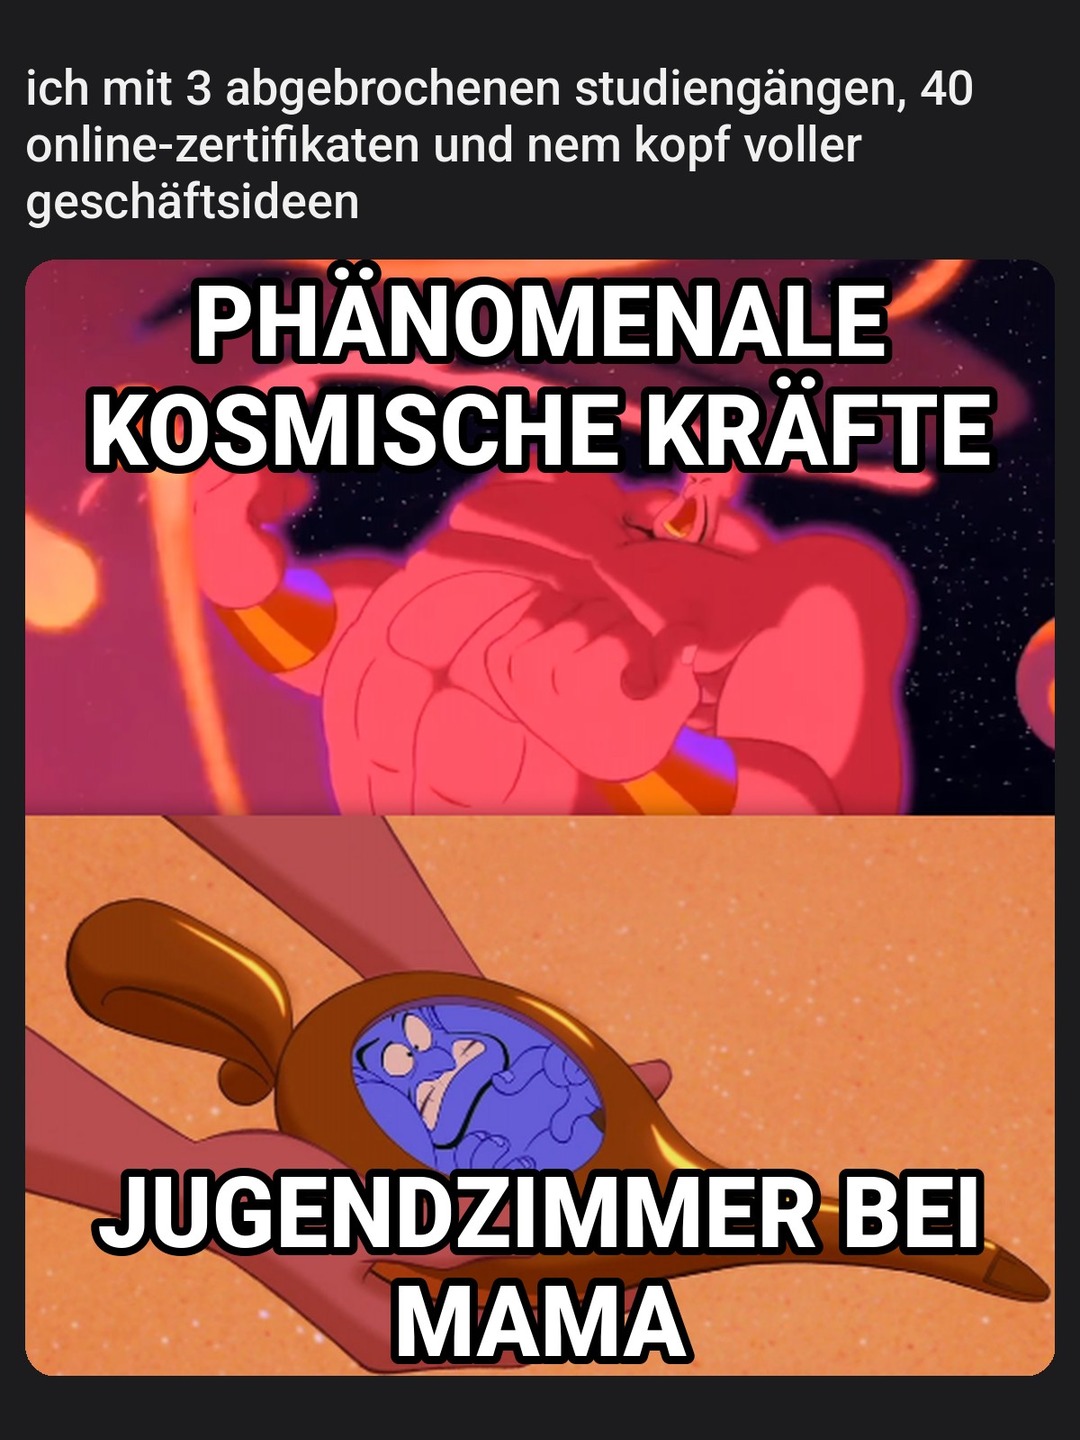 ich mit 3 abgebrochenen studiengängen, 40
online-zertifikaten und nem kopf voller
geschäftsideen
PHÄNOMENALE
KOSMISCHE KRÄFTE
JUGENDZIMMER BEI
MAMA